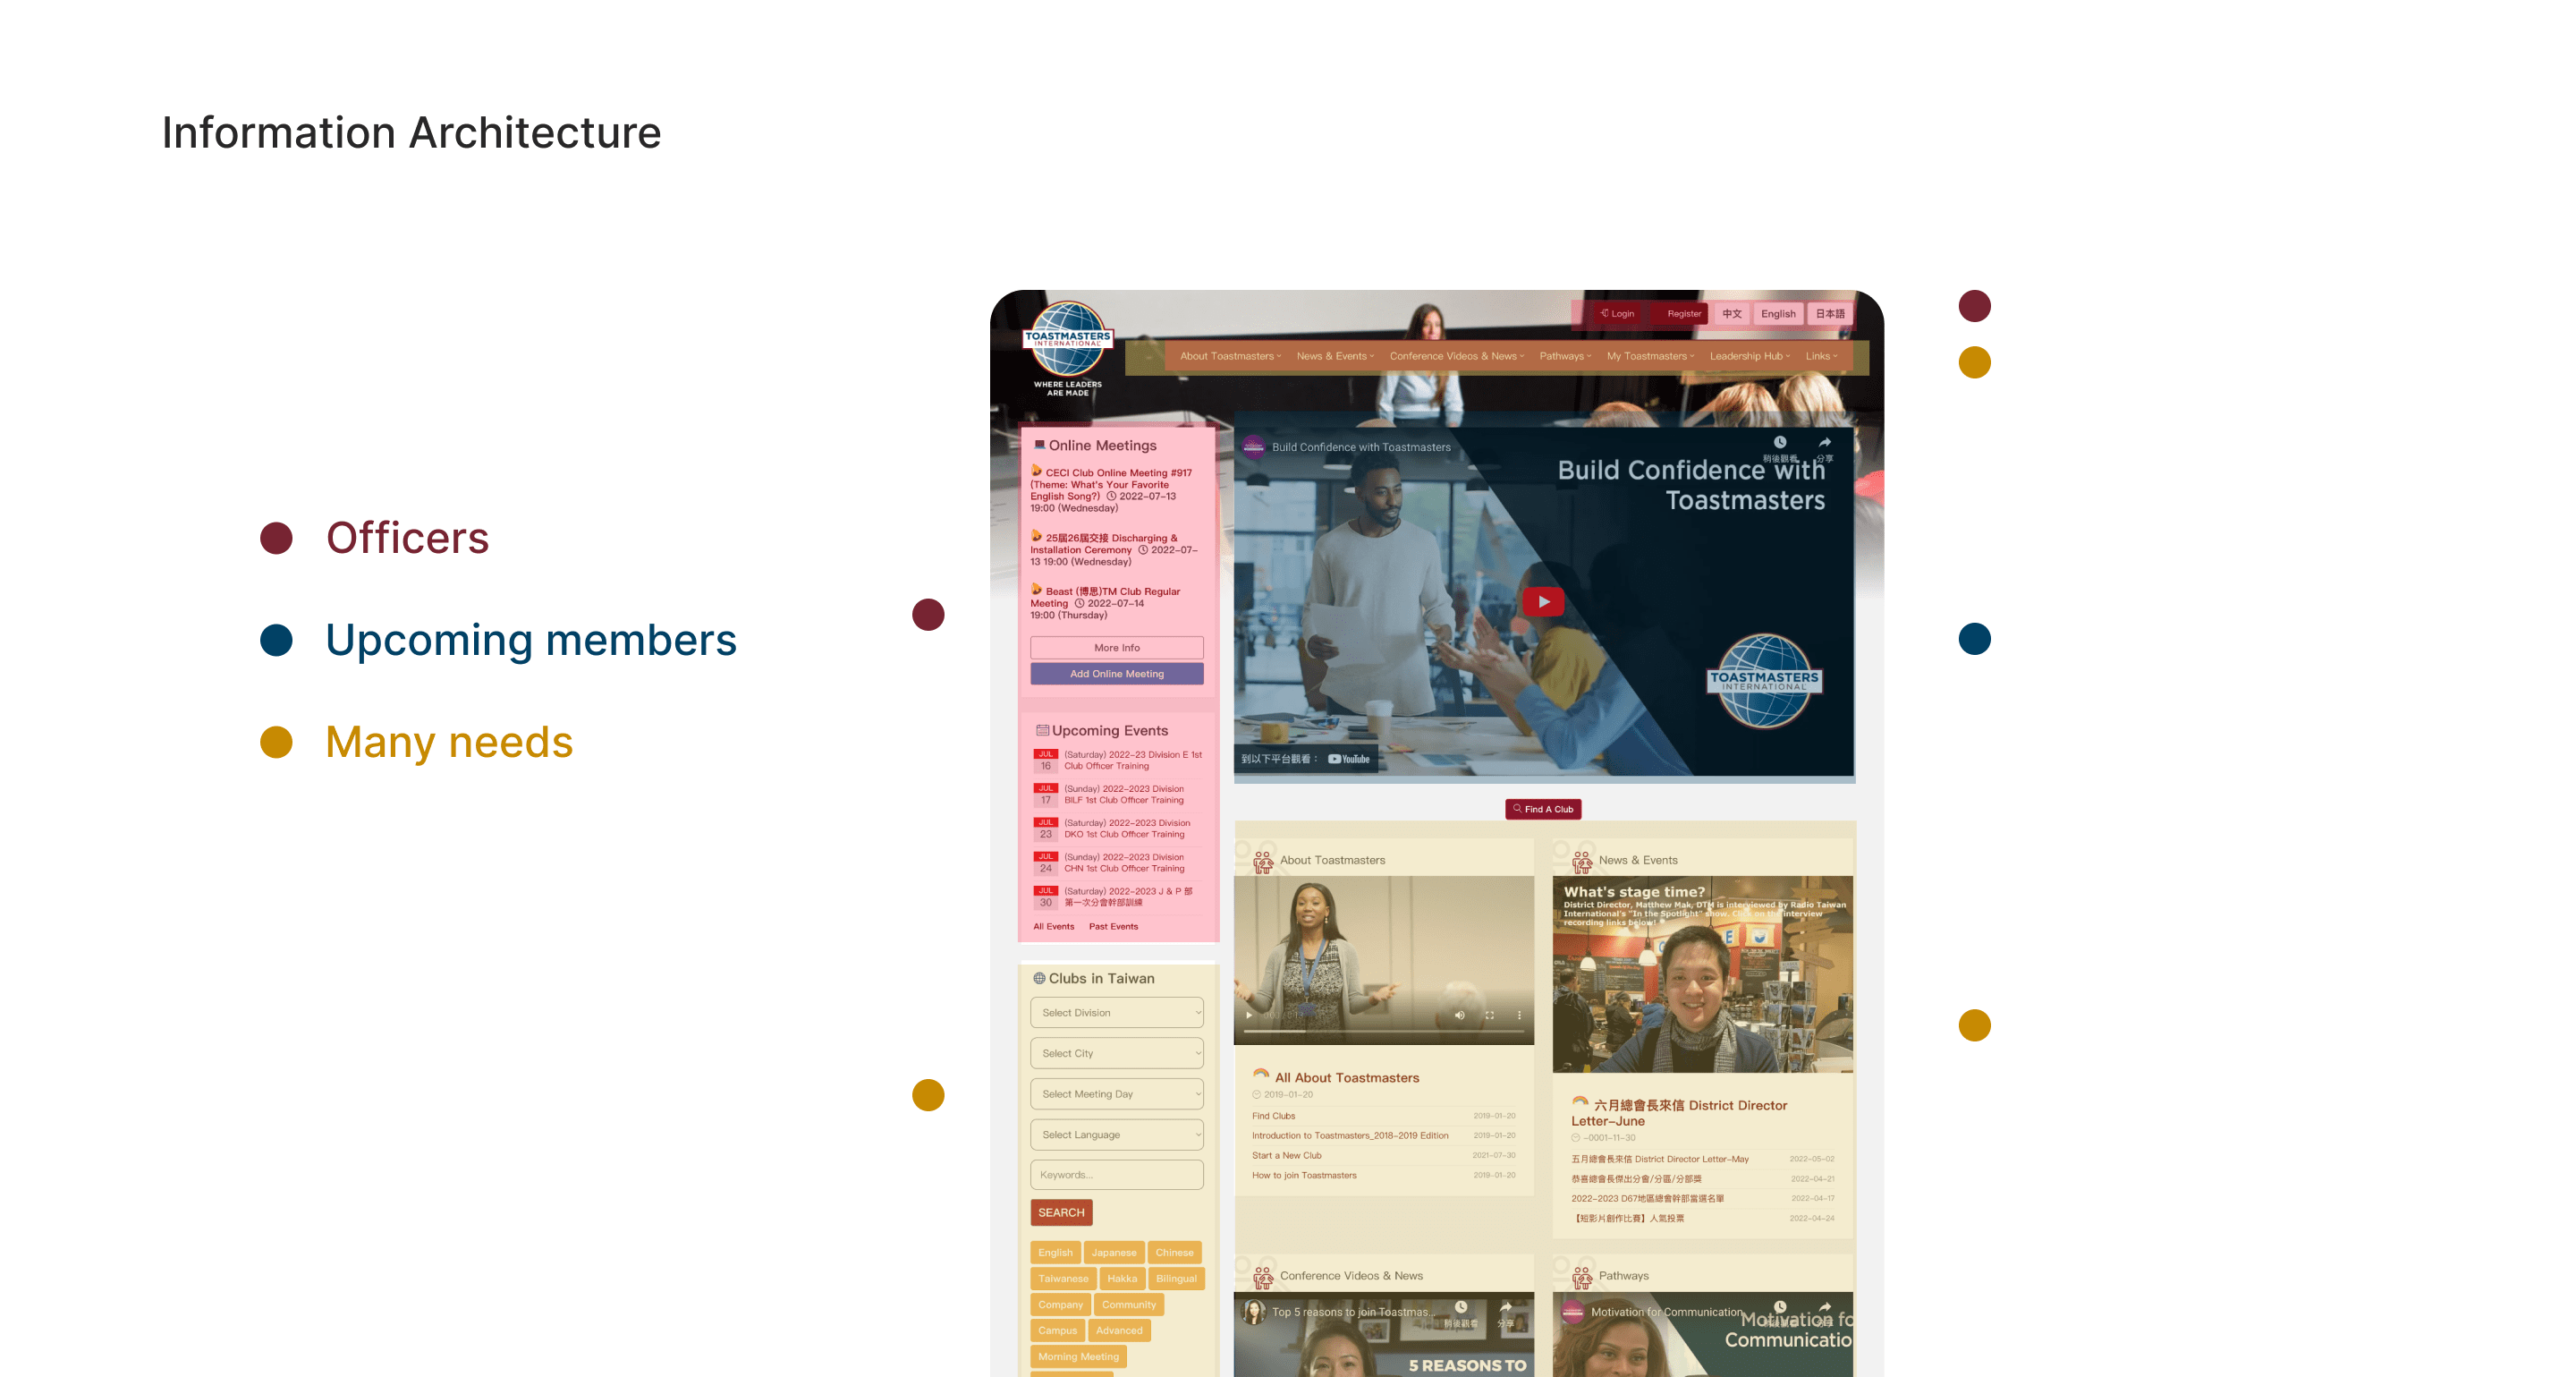 Information Architecture
Officers
Upcoming members
Many needs
TOASTMASTERS
INTERNATIONAL
WHERE LEADERS
ARE MADE
Login
Register
中文
English
日本語
About Toastmasters
News & Events
Conference Videos & News
Pathways
My Toastmasters
Leadership Hub
Links
Online Meetings
CECI Club Online Meeting #917
(Theme: What's Your Favorite
English Song?) 2022-07-13
19:00 (Wednesday)
25屆26屆交接 Discharging &
Installation Ceremony 2022-07-
13 19:00 (Wednesday)
Beast (博思)TM Club Regular
Meeting 2022-07-14
19:00 (Thursday)
More Info
Add Online Meeting
Upcoming Events
JUL
16
(Saturday) 2022-23 Division E 1st
Club Officer Training
JUL
17
(Sunday) 2022-2023 Division
BILF 1st Club Officer Training
JUL
23
(Saturday) 2022-2023 Division
DKO 1st Club Officer Training
JUL
24
(Sunday) 2022-2023 Division
CHN 1st Club Officer Training
JUL
30
(Saturday) 2022-2023 J & P 部
第一次分會幹部訓練
All Events
Past Events
Clubs in Taiwan
Select Division
Select City
Select Meeting Day
Select Language
Keywords...
SEARCH
English
Japanese
Chinese
Taiwanese
Hakka
Bilingual
Company
Community
Campus
Advanced
Morning Meeting
Build Confidence with Toastmasters
稍後觀看
分享
Build Confidence with
Toastmasters
TOASTMASTERS
INTERNATIONAL
到以下平台觀看：
YouTube
Find A Club
About Toastmasters
All About Toastmasters
2019-01-20
Find Clubs 2019-01-20
Introduction to Toastmasters_2018-2019 Edition 2019-01-20
Start a New Club 2021-07-30
How to join Toastmasters 2019-01-20
News & Events
What's stage time?
District Director, Matthew Mak, DTM is interviewed by Radio Taiwan
International's "In the Spotlight" show. Click on the interview
recording links below!
六月總會長來信 District Director
Letter-June
-0001-11-30
五月總會長來信 District Director Letter-May 2022-05-02
恭喜總會長傑出分會/分區/分部獎 2022-04-21
2022-2023 D67地區總會幹部當選名單 2022-04-17
【短影片創作比賽】人氣投票 2022-04-24
Conference Videos & News
Top 5 reasons to join Toastmas...
稍後觀看
分享
5 REASONS TO
Pathways
Motivation for Communication
Motivation fo
Communicatio